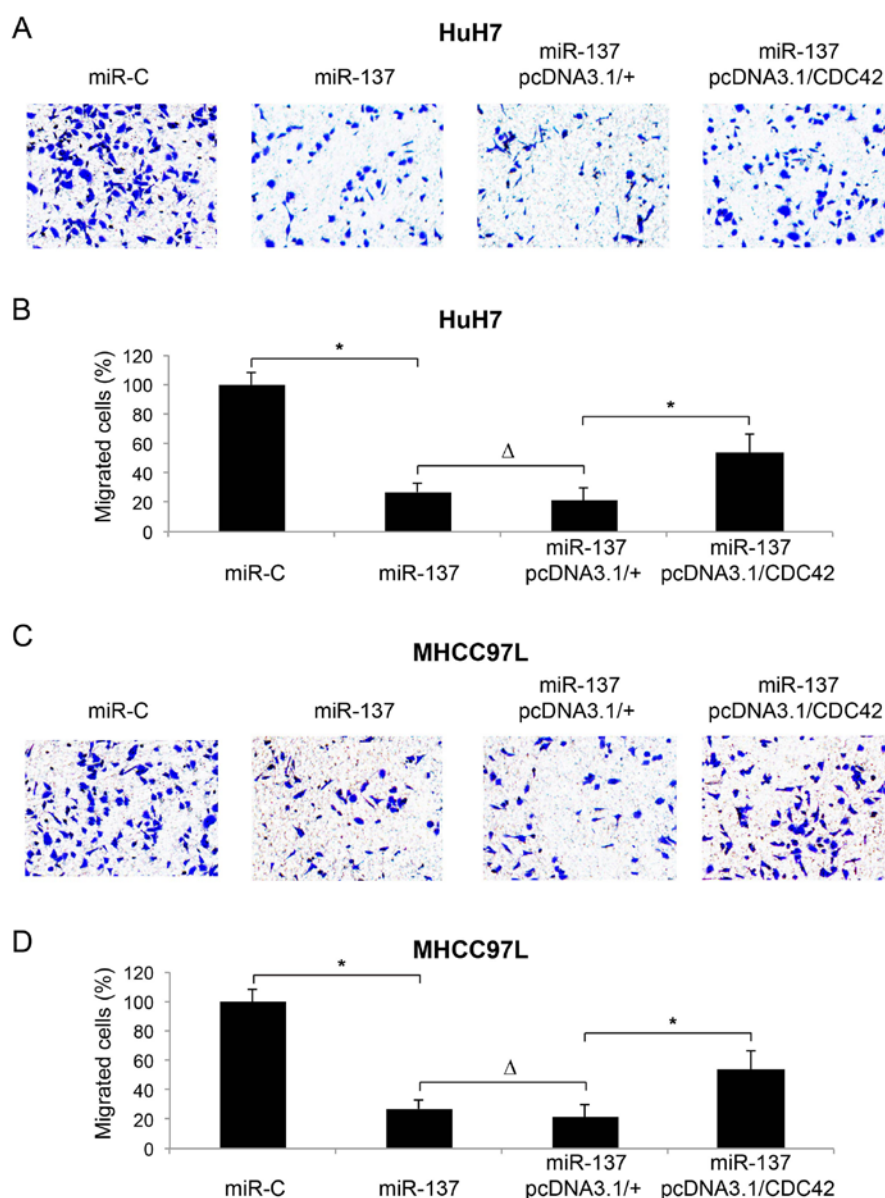 A
HuH7
miR-C
miR-137
miR-137
pcDNA3.1/+
miR-137
pcDNA3.1/CDC42
B
HuH7
Migrated cells (%)
120
100
80
60
40
20
0
*
Δ
*
miR-C
miR-137
miR-137
pcDNA3.1/+
miR-137
pcDNA3.1/CDC42
C
MHCC97L
miR-C
miR-137
miR-137
pcDNA3.1/+
miR-137
pcDNA3.1/CDC42
D
MHCC97L
Migrated cells (%)
120
100
80
60
40
20
0
*
Δ
*
miR-C
miR-137
miR-137
pcDNA3.1/+
miR-137
pcDNA3.1/CDC42